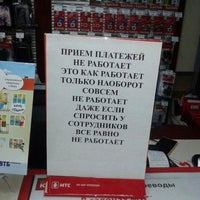 ПРИЕМ ПЛАТЕЖЕЙ
НЕ РАБОТАЕТ
ЭТО КАК РАБОТАЕТ
ТОЛЬКО НАОБОРОТ
СОВСЕМ
НЕ РАБОТАЕТ
ДАЖЕ ЕСЛИ
СПРОСИТЬ У
СОТРУДНИКОВ
ВСЕ РАВНО
НЕ РАБОТАЕТ
МТС